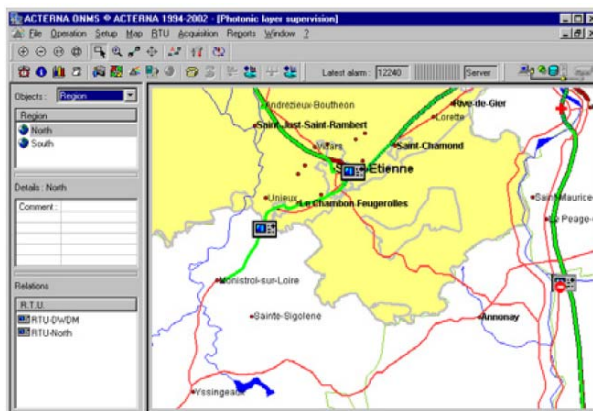 ACTERNA ONMS © ACTERNA 1994-2002 - [Photonic layer supervision]
File Operation Setup Map RTU Acquisition Reports Window ?
Latest alarm : 12240 Server
Objects : Region
Region
North
South
Details : North
Comment :
Relations
R.T.U.
RTU-DWDM
RTU-North
Andrezieux-Boutheon
Rive-de-Gier
Lorette
Saint-Just-Saint-Rambert
Villars
Saint-Chamond
Etienne
Unieux
Le Chambon-Feugerolles
Saint-Maurice
Le Peage-
Monistrol-sur-Loire
Sainte-Sigolene
Annonay
Yssingeaux